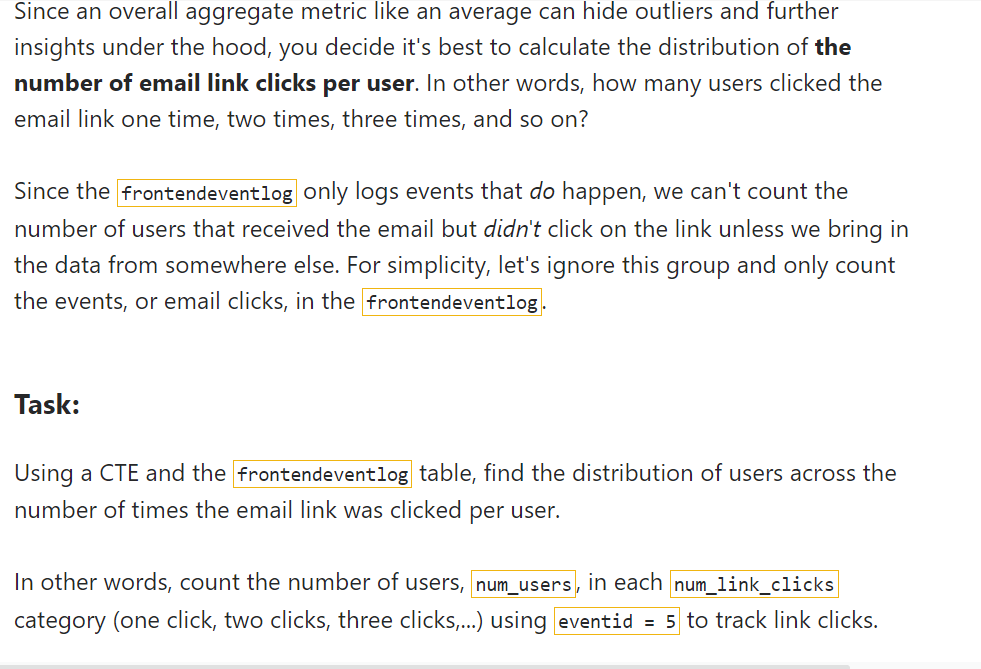 Since an overall aggregate metric like an average can hide outliers and further
insights under the hood, you decide it's best to calculate the distribution of the
number of email link clicks per user. In other words, how many users clicked the
email link one time, two times, three times, and so on?
Since the frontendeventlog only logs events that do happen, we can't count the
number of users that received the email but didn't click on the link unless we bring in
the data from somewhere else. For simplicity, let's ignore this group and only count
the events, or email clicks, in the frontendeventlog.
Task:
Using a CTE and the frontendeventlog table, find the distribution of users across the
number of times the email link was clicked per user.
In other words, count the number of users, num_users, in each num_link_clicks
category (one click, two clicks, three clicks,...) using eventid = 5 to track link clicks.